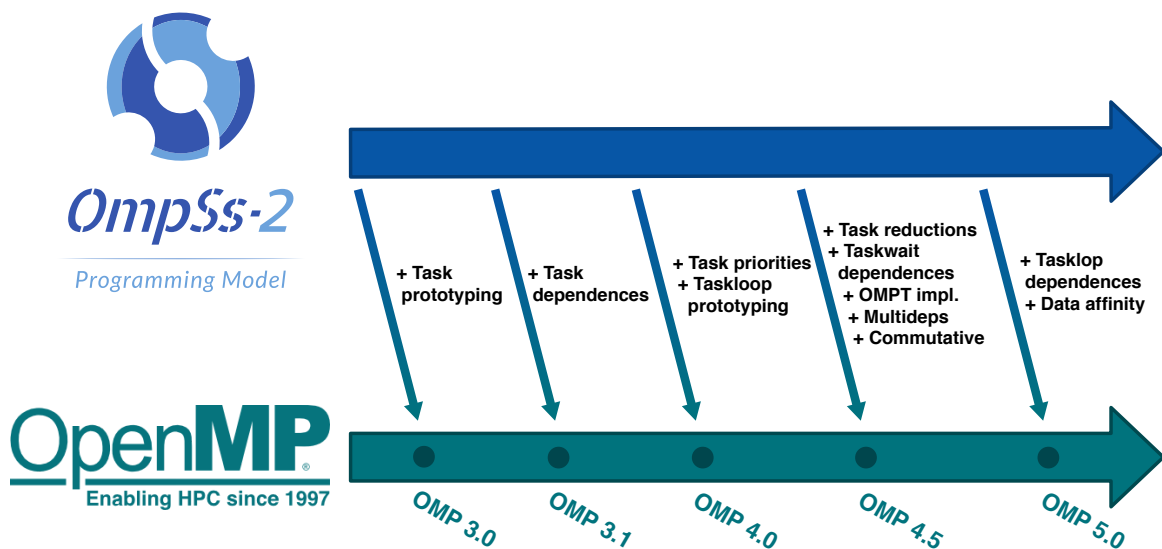 OmpSs-2
Programming Model
+ Task
prototyping
+ Task
dependences
+ Task priorities
+ Taskloop
prototyping
+ Task reductions
+ Taskwait
dependences
+ OMPT impl.
+ Multideps
+ Commutative
+ Tasklop
dependences
+ Data affinity
OpenMP®
Enabling HPC since 1997
OMP 3.0
OMP 3.1
OMP 4.0
OMP 4.5
OMP 5.0